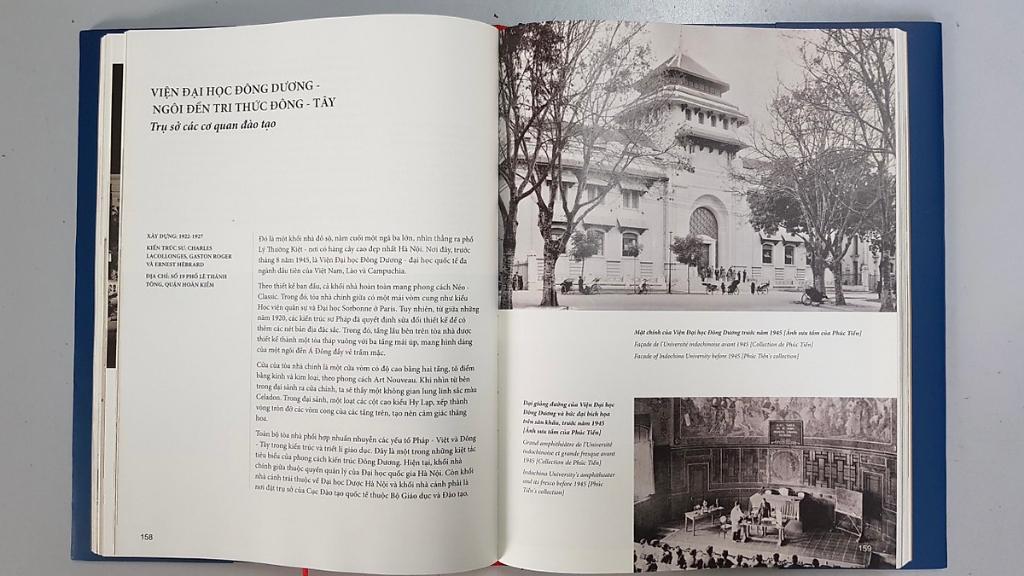 VIỆN ĐẠI HỌC ĐÔNG DƯƠNG -
NGÔI ĐỀN TRI THỨC ĐÔNG - TÂY
Trụ sở các cơ quan đào tạo
XÂY DỰNG: 1922-1927
KIẾN TRÚC SƯ: CHARLES
LACOLLONGES, GASTON ROGER
VÀ ERNEST HÉBRARD
ĐỊA CHỈ: SỐ 19 PHỐ LÊ THÁNH
TÔNG, QUẬN HOÀN KIẾM
Đó là một khối nhà đồ sộ, nằm cuối một ngã ba lớn, nhìn thẳng ra phố
Lý Thường Kiệt - nơi có hàng cây cao đẹp nhất Hà Nội. Nơi đây, trước
tháng 8 năm 1945, là Viện Đại Học Đông Dương - đại học quốc tế đa
ngành đầu tiên của Việt Nam, Lào và Campuchia.
Theo thiết kế ban đầu, cả khối nhà hoàn toàn mang phong cách Néo -
Classic. Trong đó, tòa nhà chính giữa có một mái vòm cung như kiểu
Học viện quân sự và Đại học Sorbonne ở Paris. Tuy nhiên, từ giữa những
năm 1920, các kiến trúc sư Pháp đã quyết định sửa đổi thiết kế để có
thêm các nét bản địa đặc sắc. Trong đó, tầng lầu bên trên tòa nhà được
thiết kế thành một tòa tháp vuông với ba tầng mái úp, mang hình dáng
của một ngôi đền Á Đông đầy vẻ trầm mặc.
Cửa của tòa nhà chính là một cửa vòm có độ cao bằng hai tầng, tô điểm
bằng kính và kim loại, theo phong cách Art Nouveau. Khi nhìn từ bên
trong đại sảnh ra cửa chính, ta sẽ thấy một không gian lung linh sắc màu
Celadon. Trong đại sảnh, một loạt các cột cao kiểu Hy Lạp, xếp thành
vòng tròn đỡ các vòm cong của các tầng trên, tạo nên cảm giác thăng
hoa.
Toàn bộ tòa nhà phối hợp nhuần nhuyễn các yếu tố Pháp - Việt và Đông
- Tây trong kiến trúc và triết lí giáo dục. Đây là một trong những kiệt tác
tiêu biểu của phong cách kiến trúc Đông Dương. Hiện tại, khối nhà
chính giữa thuộc quyền quản lý của Đại học quốc gia Hà Nội. Còn khối
nhà cánh trái thuộc về Đại học Dược Hà Nội và khối nhà cánh phải là
nơi đặt trụ sở của Cục Đào tạo quốc tế thuộc Bộ Giáo dục và Đào tạo.
158
Mặt chính của Viện Đại học Đông Dương trước năm 1945 [Ảnh sưu tầm của Phúc Tiến]
Façade de l'Université indochinoise avant 1945 [Collection de Phúc Tiến]
Facade of Indochina University before 1945 [Phúc Tiến's collection]
Đại giảng đường của Viện Đại học
Đông Dương và bức đại bích họa
trên sân khấu, trước năm 1945
[Ảnh sưu tầm của Phúc Tiến]
Grand amphithéâtre de l'Université
indochinoise et grande fresque avant
1945 [Collection de Phúc Tiến]
Indochina University's amphitheater
and its fresco before 1945 [Phúc
Tiến's collection]
159